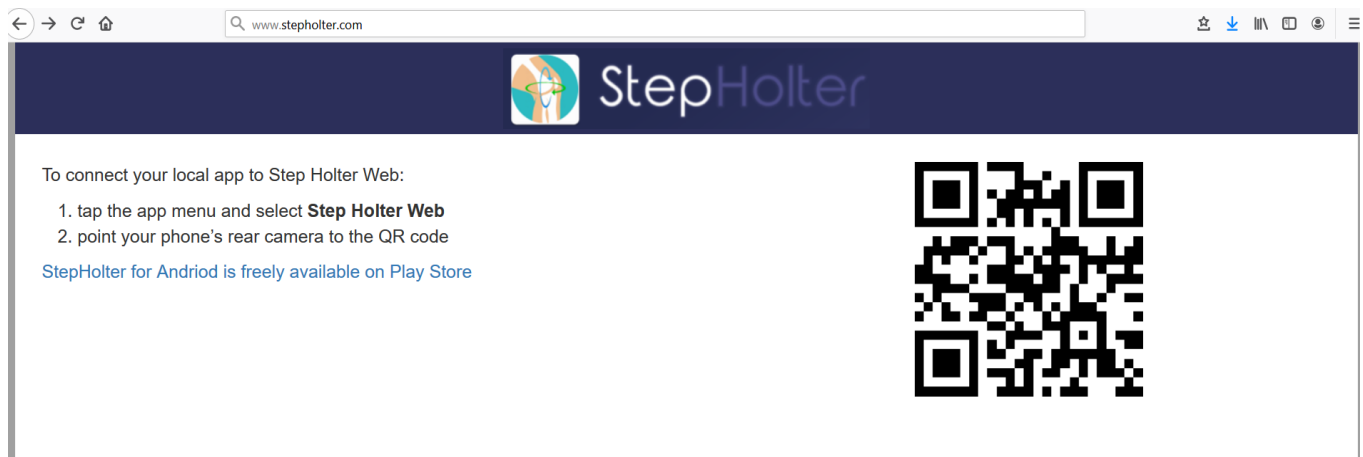 www.stepholter.com
StepHolter
To connect your local app to Step Holter Web:
1. tap the app menu and select Step Holter Web
2. point your phone’s rear camera to the QR code
StepHolter for Andriod is freely available on Play Store